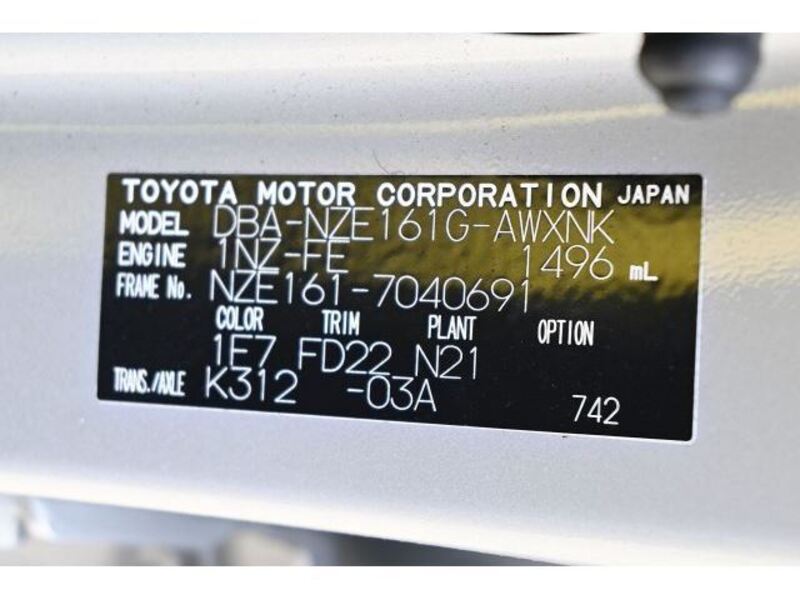 TOYOTA MOTOR CORPORATION JAPAN
MODEL DBA-NZE161G-AWXNK
ENGINE 1NZ-FE 1496 mL
FRAME No. NZE161-7040691
COLOR TRIM PLANT OPTION
1E7 FD22 N21
TRANS./AXLE K312 -03A
742